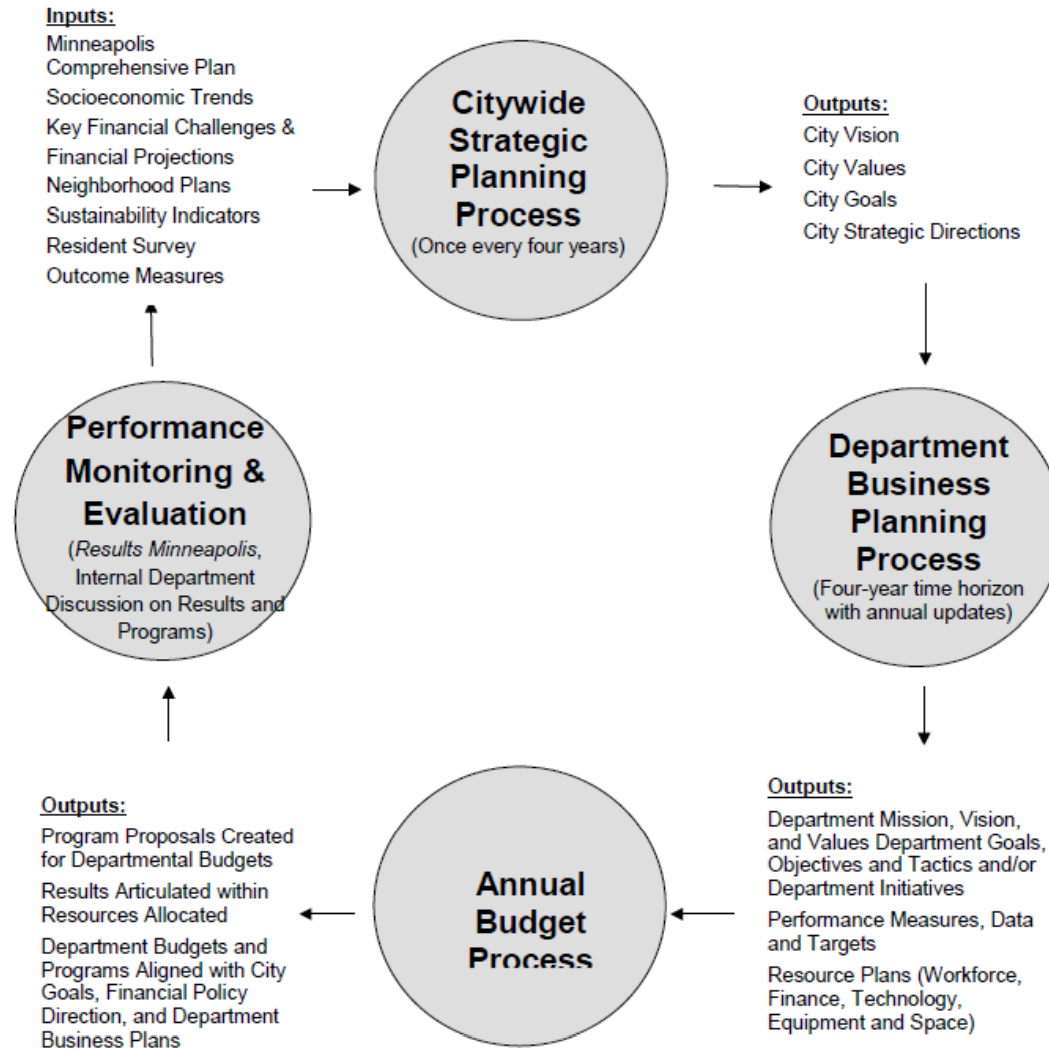 Inputs:
Minneapolis
Comprehensive Plan
Socioeconomic Trends
Key Financial Challenges &
Financial Projections
Neighborhood Plans
Sustainability Indicators
Resident Survey
Outcome Measures
Citywide
Strategic
Planning
Process
(Once every four years)
Outputs:
City Vision
City Values
City Goals
City Strategic Directions
Performance
Monitoring &
Evaluation
(Results Minneapolis,
Internal Department
Discussion on Results and
Programs)
Department
Business
Planning
Process
(Four-year time horizon
with annual updates)
Outputs:
Program Proposals Created
for Departmental Budgets
Results Articulated within
Resources Allocated
Department Budgets and
Programs Aligned with City
Goals, Financial Policy
Direction, and Department
Business Plans
Annual
Budget
Process
Outputs:
Department Mission, Vision,
and Values Department Goals,
Objectives and Tactics and/or
Department Initiatives
Performance Measures, Data
and Targets
Resource Plans (Workforce,
Finance, Technology,
Equipment and Space)